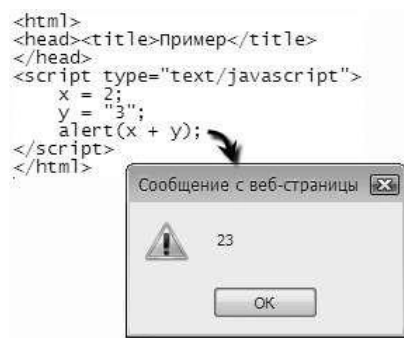 <html>
<head><title>Пример</title>
</head>
<script type="text/javascript">
x = 2;
y = "3";
alert(x + y);
</script>
</html>
Сообщение с веб-страницы
23
ОК